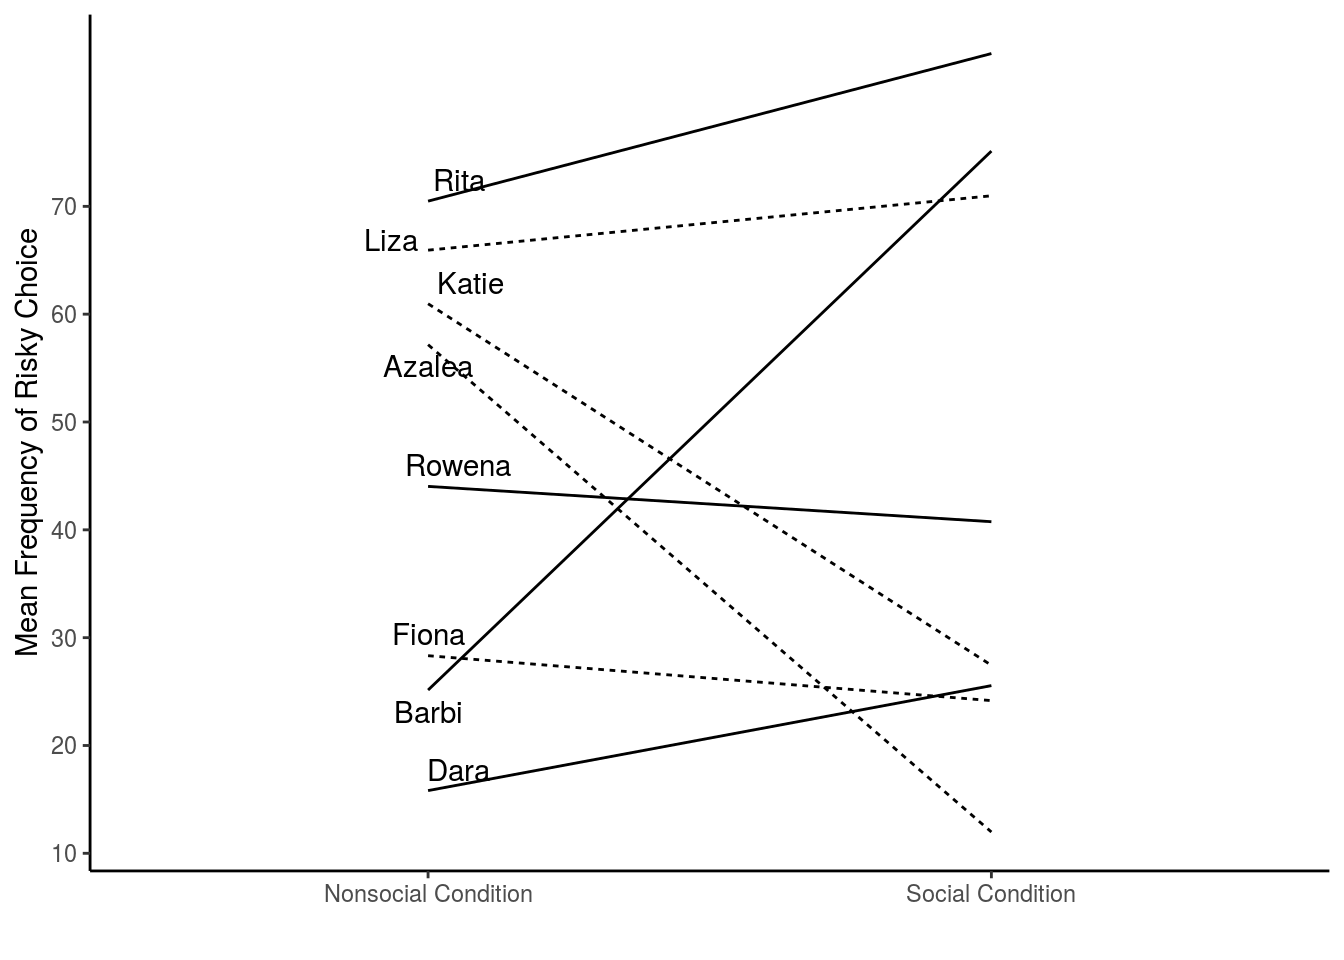 Mean Frequency of Risky Choice
70
60
50
40
30
20
10
Rita
Liza
Katie
Azalea
Rowena
Fiona
Barbi
Dara
Nonsocial Condition
Social Condition